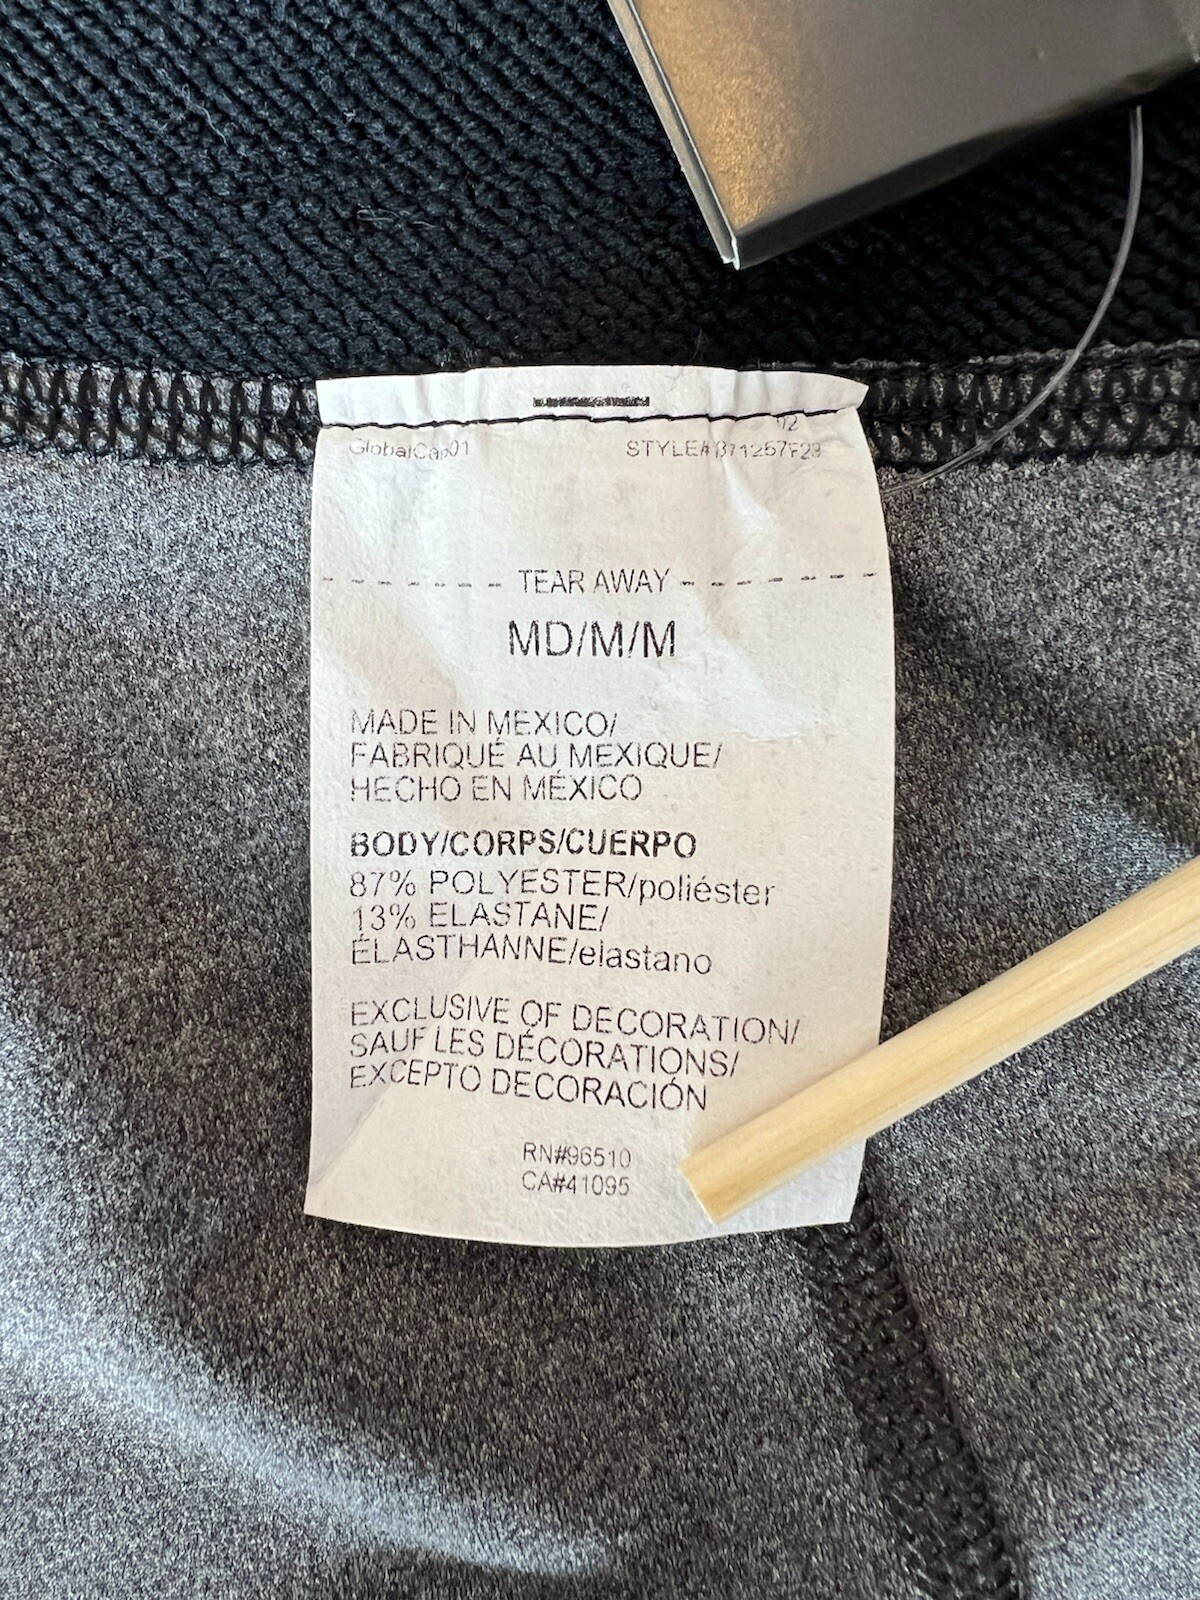 GlobalCap01
TEAR AWAY
MD/M/M
MADE IN MEXICO/
FABRIQUÉ AU MEXIQUE/
HECHO EN MÉXICO
BODY/CORPS/CUERPO
87% POLYESTER/poliéster
13% ELASTANE/
ÉLASTHANNE/elastano
EXCLUSIVE OF DECORATION/
SAUF LES DÉCORATIONS/
EXCEPTO DECORACIÓN
RN#96510
CA#41095